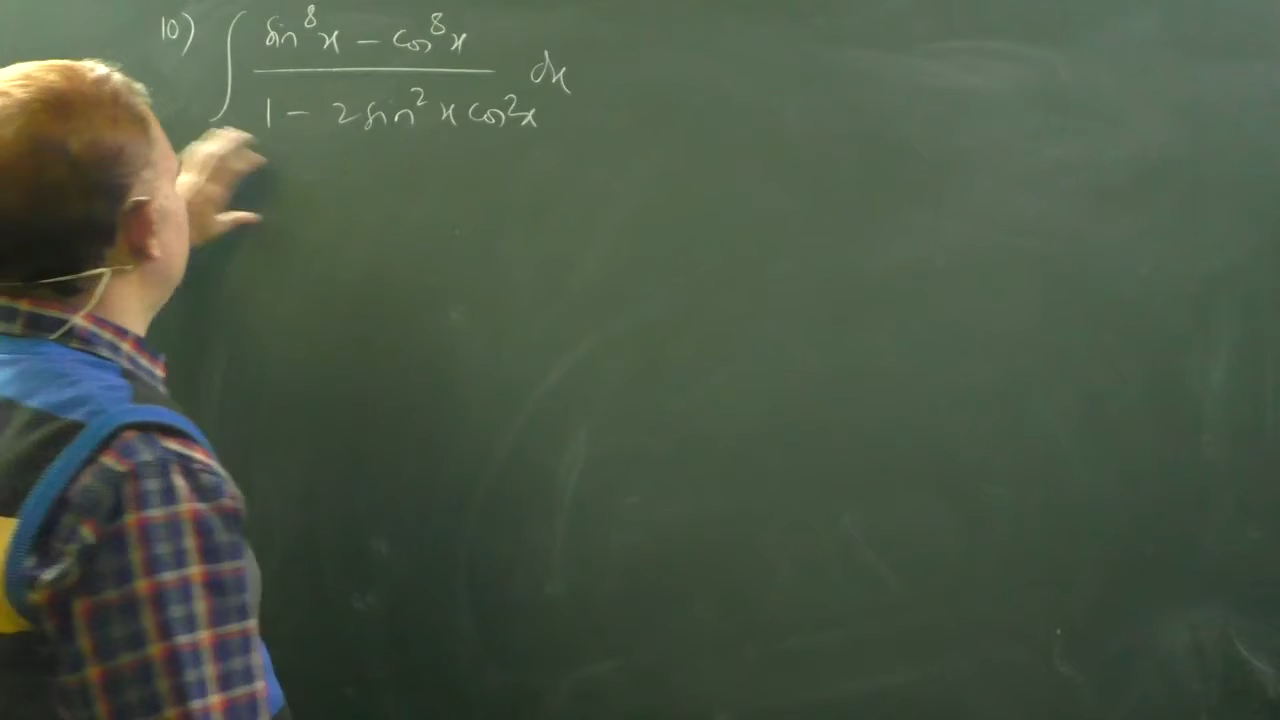 10) ∫ (sin⁸x − cos⁸x) / (1 − 2sin²x cos²x) dx